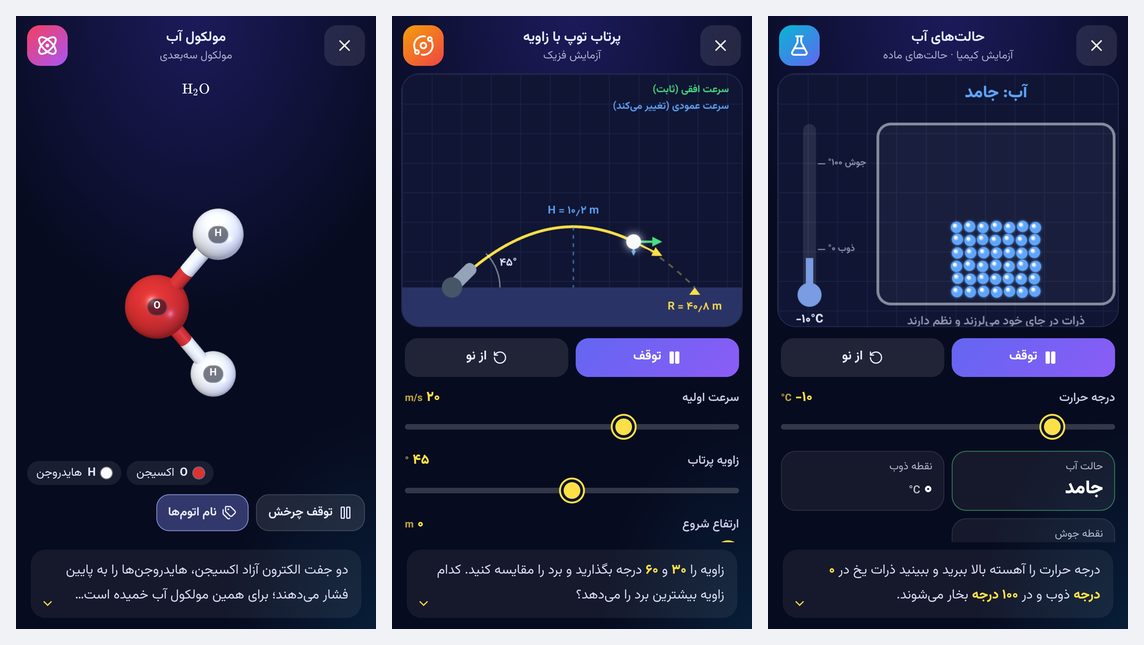 حالت‌های آب
آزمایش کیمیا · حالت‌های ماده
آب: جامد
جوش ۱۰۰°
ذوب ۰°
−۱۰°C
ذرات در جای خود می‌لرزند و نظم دارند
توقف
از نو
درجه حرارت
−۱۰ °C
حالت آب
جامد
نقطه ذوب
۰ °C
نقطه جوش
درجه حرارت را آهسته بالا ببرید و ببینید ذرات یخ در ۰
درجه ذوب و در ۱۰۰ درجه بخار می‌شوند.
پرتاب توپ با زاویه
آزمایش فزیک
سرعت افقی (ثابت)
سرعت عمودی (تغییر می‌کند)
H = ۱۰٫۲ m
۴۵°
R = ۴۰٫۸ m
توقف
از نو
سرعت اولیه
۲۰ m/s
زاویه پرتاب
۴۵ °
ارتفاع شروع
۰ m
زاویه را ۳۰ و ۶۰ درجه بگذارید و برد را مقایسه کنید. کدام
زاویه بیشترین برد را می‌دهد؟
مولکول آب
مولکول سه‌بعدی
H₂O
H
O
H
O اکسیجن
H هایدروجن
توقف چرخش
نام اتوم‌ها
دو جفت الکترون آزاد اکسیجن، هایدروجن‌ها را به پایین
فشار می‌دهند؛ برای همین مولکول آب خمیده است...